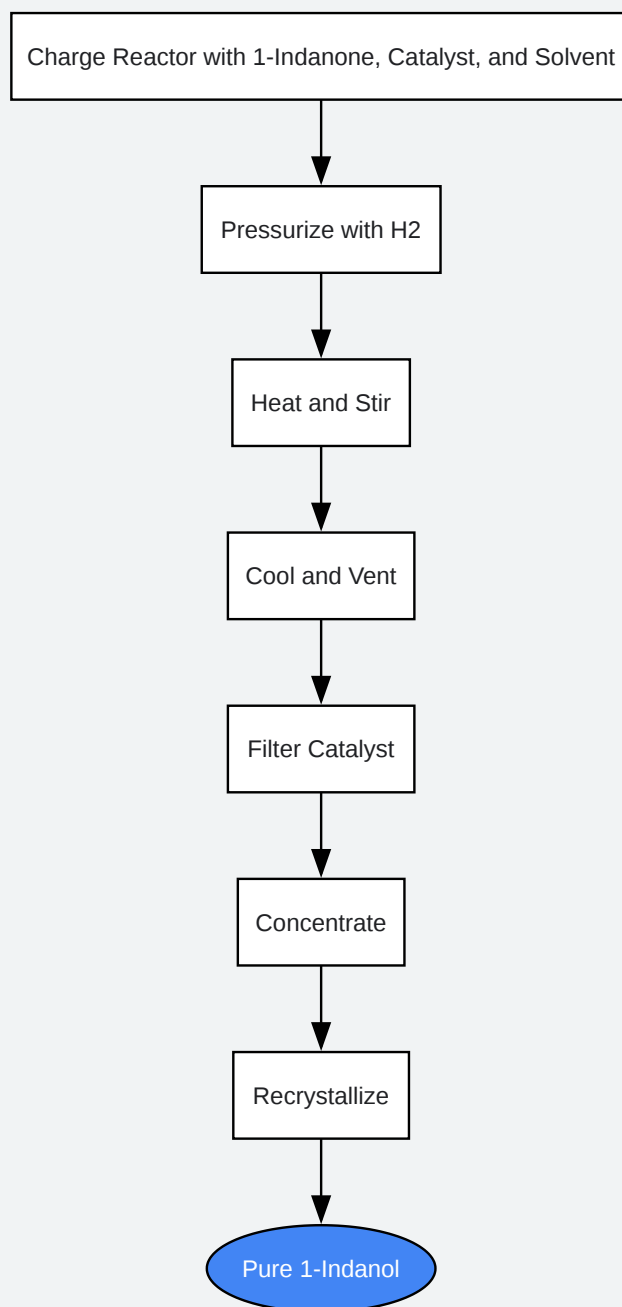 Charge Reactor with 1-Indanone, Catalyst, and Solvent
Pressurize with H2
Heat and Stir
Cool and Vent
Filter Catalyst
Concentrate
Recrystallize
Pure 1-Indanol